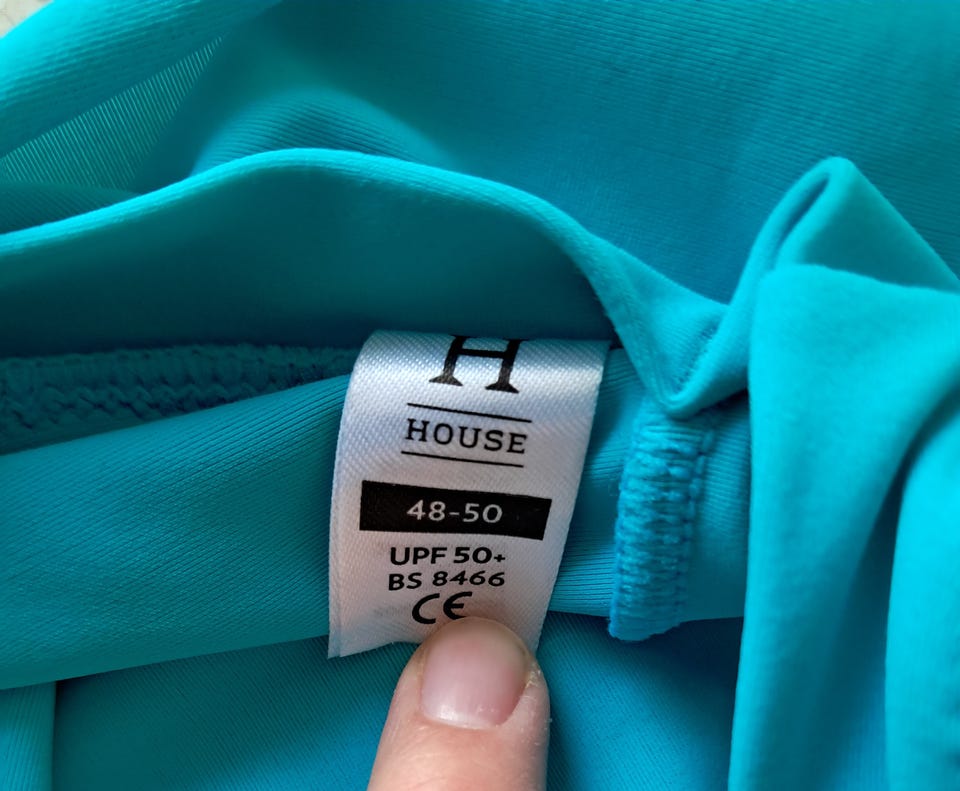 H
HOUSE
48-50
UPF 50+
BS 8466
CE